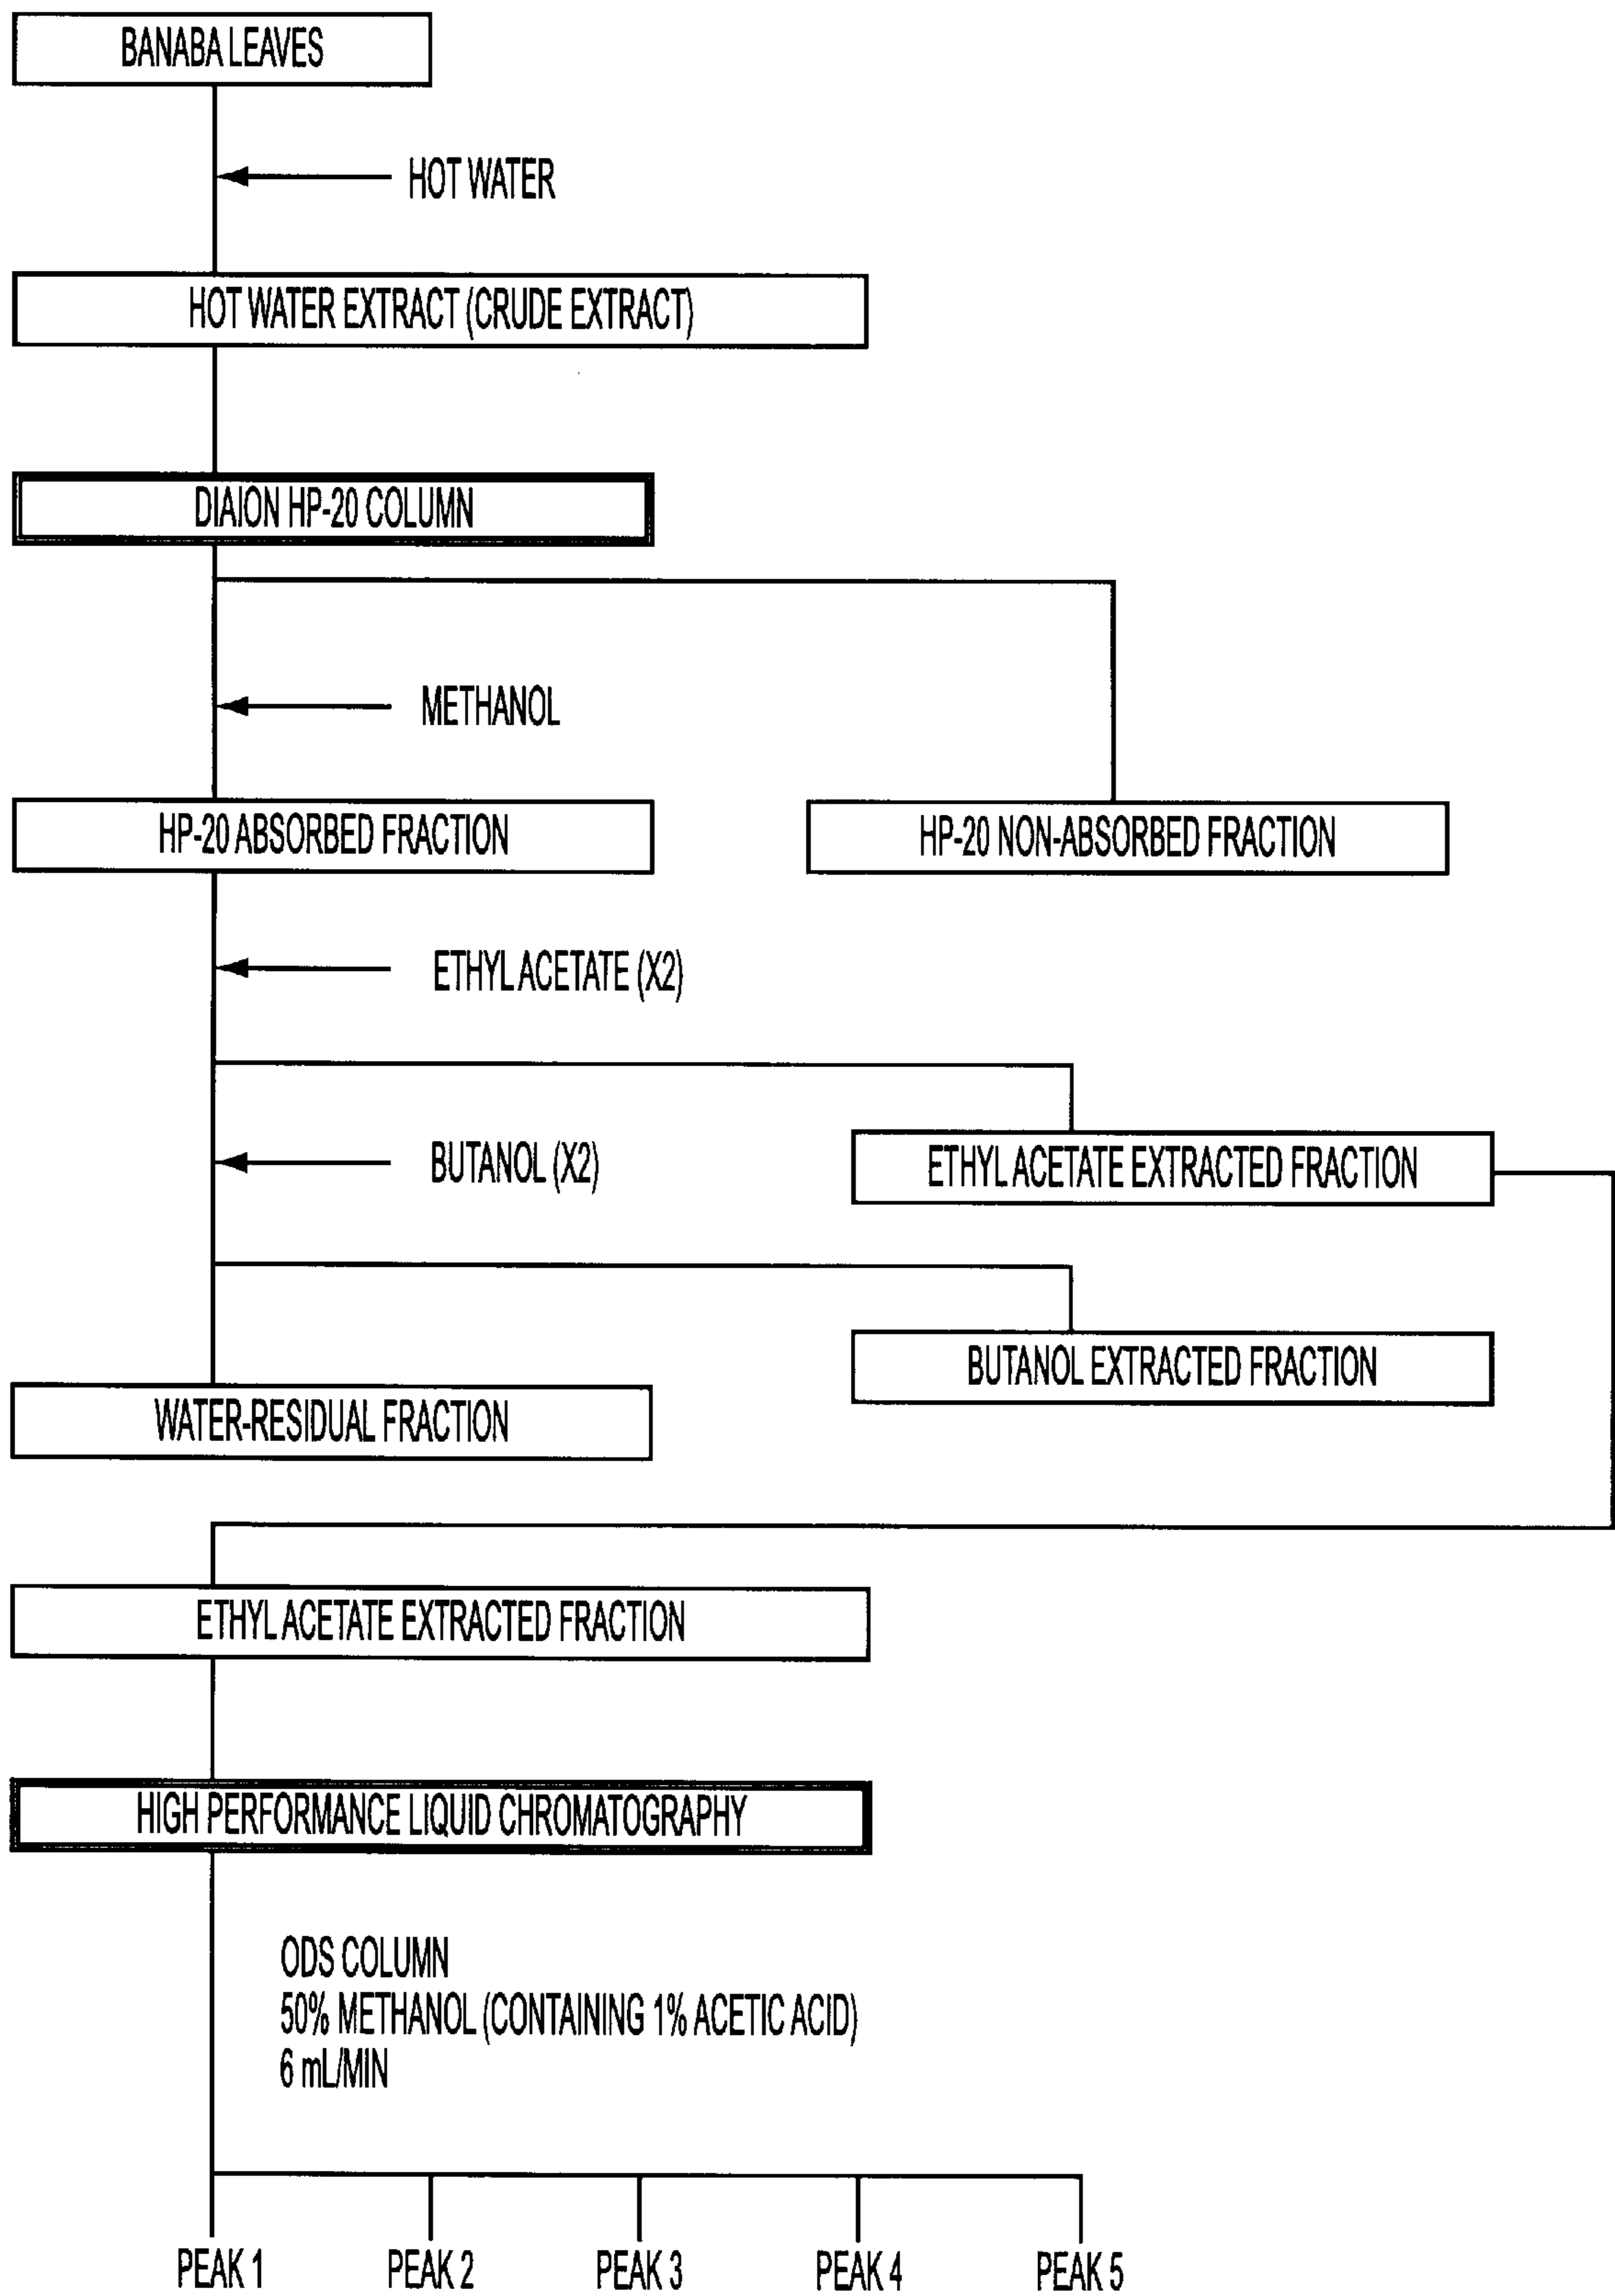 BANABA LEAVES
HOT WATER
HOT WATER EXTRACT (CRUDE EXTRACT)
DIAION HP-20 COLUMN
METHANOL
HP-20 ABSORBED FRACTION
HP-20 NON-ABSORBED FRACTION
ETHYL ACETATE (X2)
BUTANOL (X2)
ETHYL ACETATE EXTRACTED FRACTION
BUTANOL EXTRACTED FRACTION
WATER-RESIDUAL FRACTION
ETHYL ACETATE EXTRACTED FRACTION
HIGH PERFORMANCE LIQUID CHROMATOGRAPHY
ODS COLUMN
50% METHANOL (CONTAINING 1% ACETIC ACID)
6 mL/MIN
PEAK 1
PEAK 2
PEAK 3
PEAK 4
PEAK 5